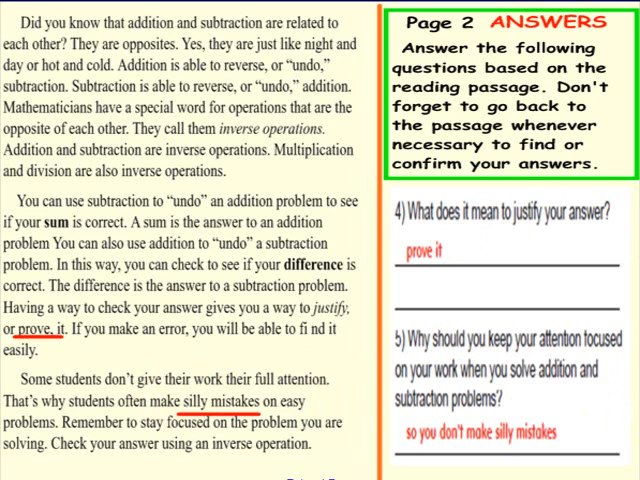 Did you know that addition and subtraction are related to
each other? They are opposites. Yes, they are just like night and
day or hot and cold. Addition is able to reverse, or “undo,”
subtraction. Subtraction is able to reverse, or “undo,” addition.
Mathematicians have a special word for operations that are the
opposite of each other. They call them inverse operations.
Addition and subtraction are inverse operations. Multiplication
and division are also inverse operations.
You can use subtraction to “undo” an addition problem to see
if your sum is correct. A sum is the answer to an addition
problem You can also use addition to “undo” a subtraction
problem. In this way, you can check to see if your difference is
correct. The difference is the answer to a subtraction problem.
Having a way to check your answer gives you a way to justify,
or prove, it. If you make an error, you will be able to fi nd it
easily.
Some students don’t give their work their full attention.
That’s why students often make silly mistakes on easy
problems. Remember to stay focused on the problem you are
solving. Check your answer using an inverse operation.
Page 2 ANSWERS
Answer the following
questions based on the
reading passage. Don't
forget to go back to
the passage whenever
necessary to find or
confirm your answers.
4) What does it mean to justify your answer?
prove it
5) Why should you keep your attention focused
on your work when you solve addition and
subtraction problems?
so you don't make silly mistakes